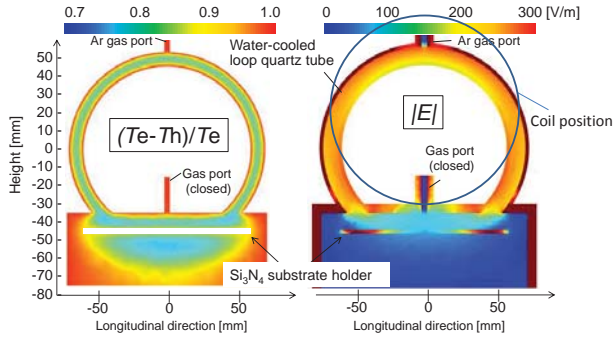 0.7 0.8 0.9 1.0
0 100 200 300 [V/m]
Ar gas port
Water-cooled
loop quartz tube
Ar gas port
50
40
30
20
10
0
-10
-20
-30
-40
-50
-60
-70
-80
Height [mm]
(Te-Th)/Te
|E|
Coil position
Gas port
(closed)
Gas port
(closed)
Si3N4 substrate holder
-50 0 50
Longitudinal direction [mm]
-50 0 50
Longitudinal direction [mm]